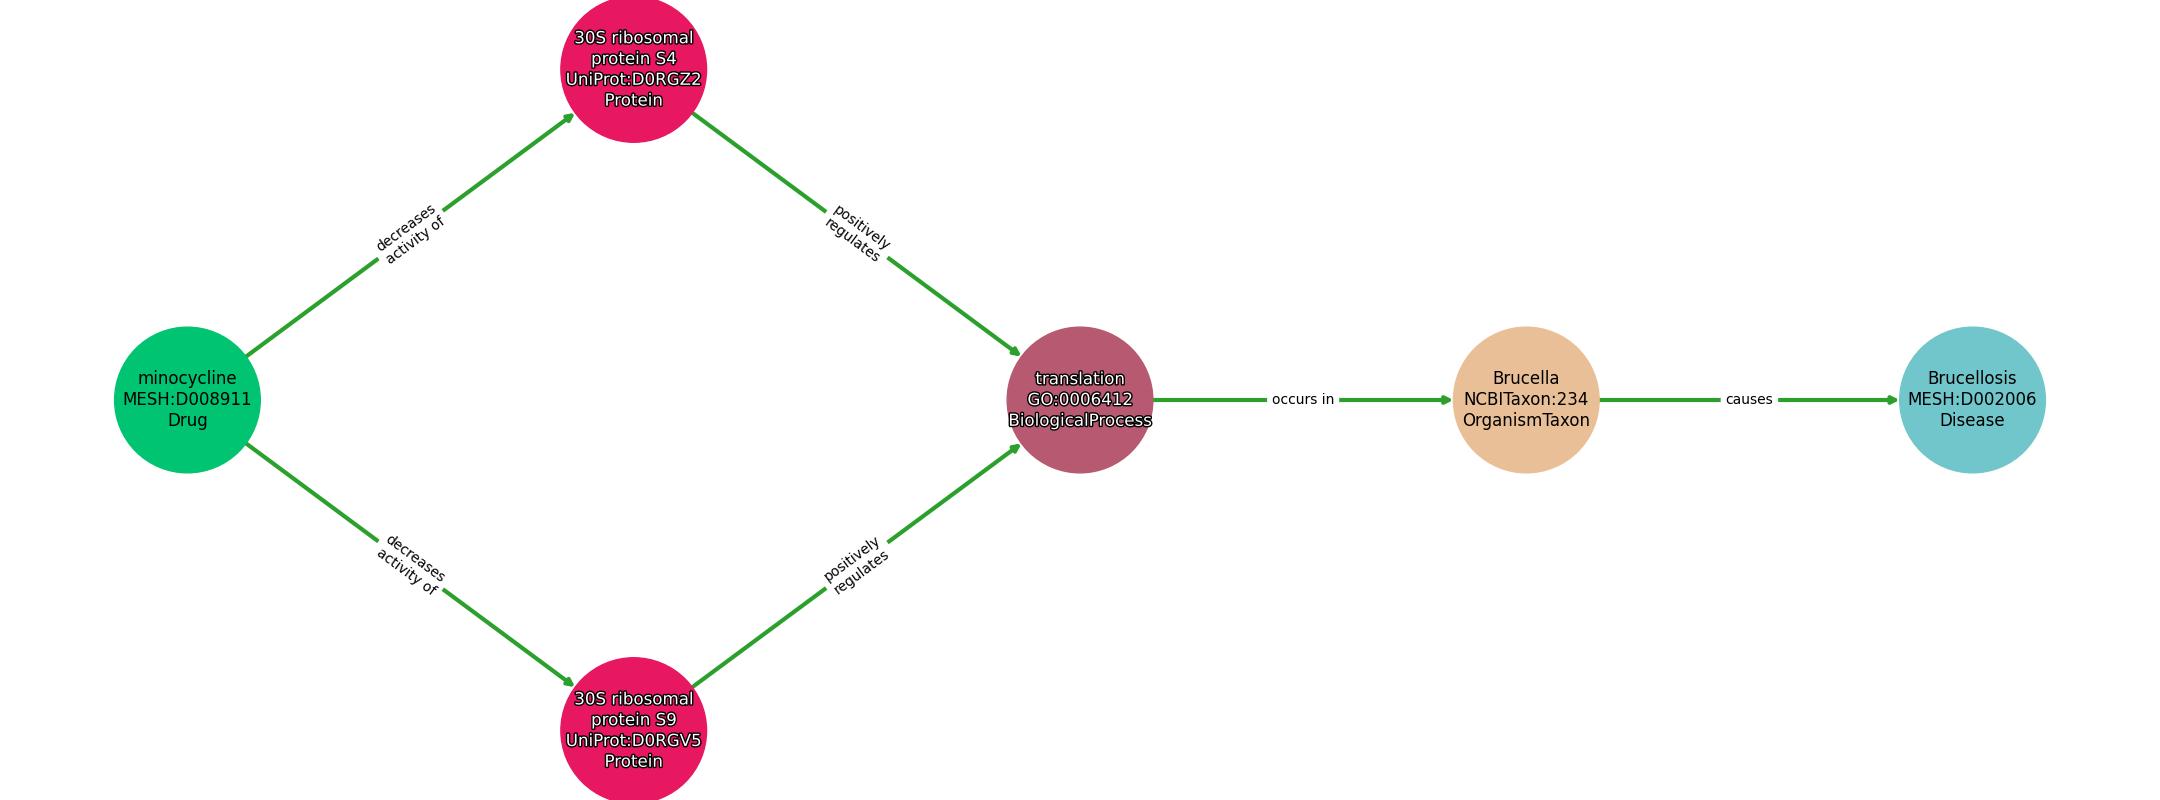 30S ribosomal
protein S4
UniProt:D0RGZ2
Protein
decreases
activity of
positively
regulates
minocycline
MESH:D008911
Drug
translation
GO:0006412
BiologicalProcess
occurs in
Brucella
NCBITaxon:234
OrganismTaxon
causes
Brucellosis
MESH:D002006
Disease
decreases
activity of
positively
regulates
30S ribosomal
protein S9
UniProt:D0RGV5
Protein